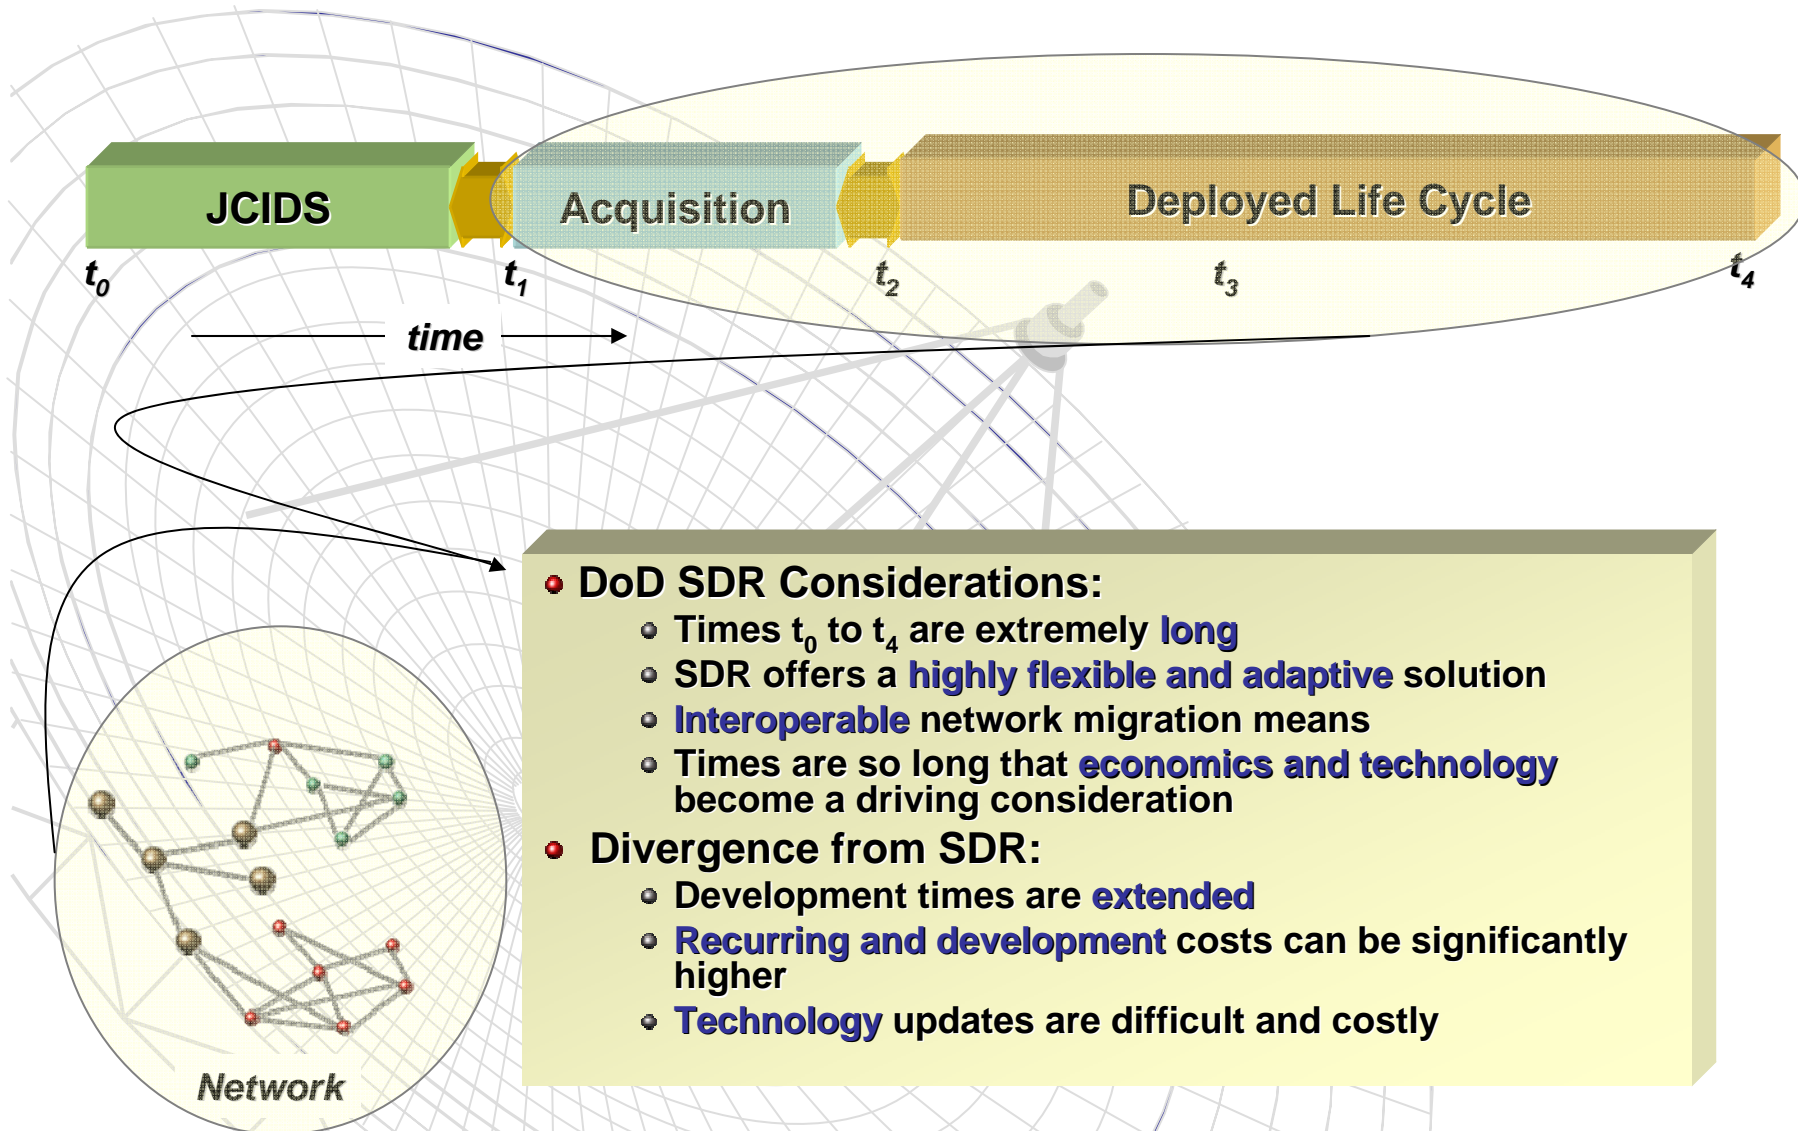 JCIDS
Acquisition
Deployed Life Cycle
t0
t1
t2
t3
t4
time
DoD SDR Considerations:
Times t0 to t4 are extremely long
SDR offers a highly flexible and adaptive solution
Interoperable network migration means
Times are so long that economics and technology
become a driving consideration
Divergence from SDR:
Development times are extended
Recurring and development costs can be significantly
higher
Technology updates are difficult and costly
Network